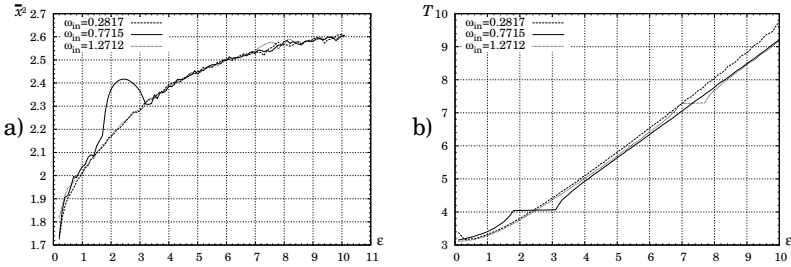 a)
x̄²
2.7
2.6
2.5
2.4
2.3
2.2
2.1
2
1.9
1.8
1.7
ω_in=0.2817
ω_in=0.7715
ω_in=1.2712
0 1 2 3 4 5 6 7 8 9 10 11 ε
b)
T
10
9
8
7
6
5
4
3
ω_in=0.2817
ω_in=0.7715
ω_in=1.2712
0 1 2 3 4 5 6 7 8 9 10 ε